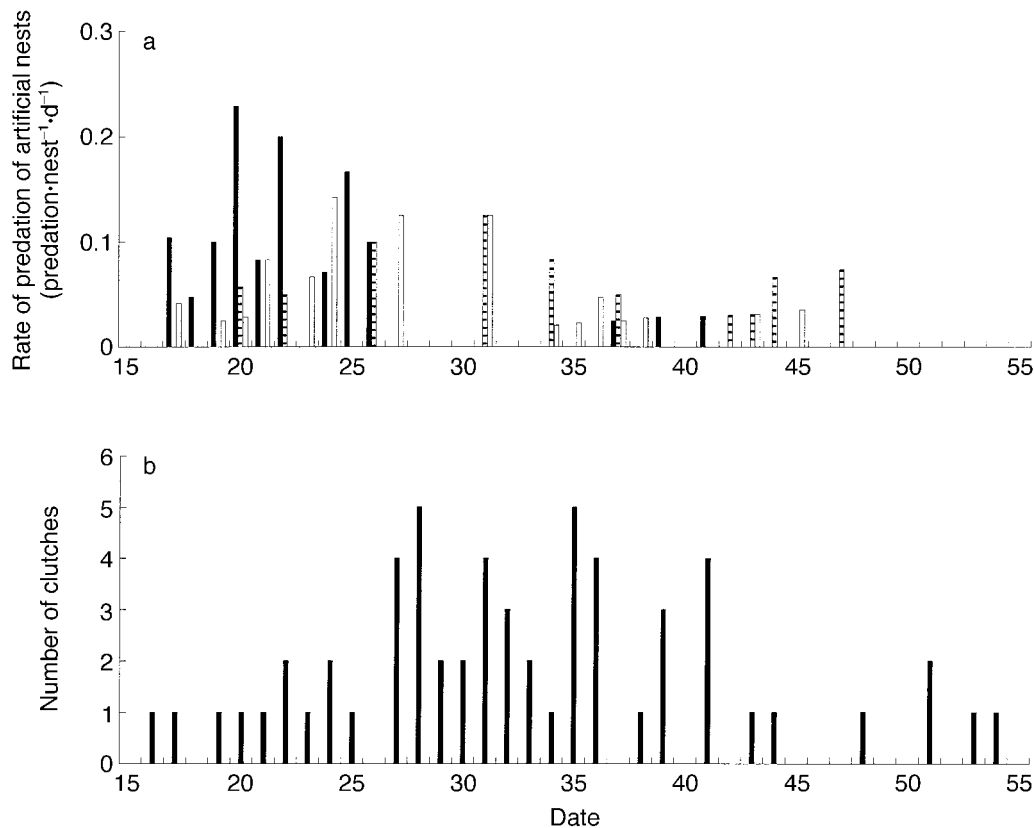 a
Rate of predation of artificial nests
(predation·nest⁻¹·d⁻¹)
0.3
0.2
0.1
0
15 20 25 30 35 40 45 50 55
b
Number of clutches
6
5
4
3
2
1
0
15 20 25 30 35 40 45 50 55
Date